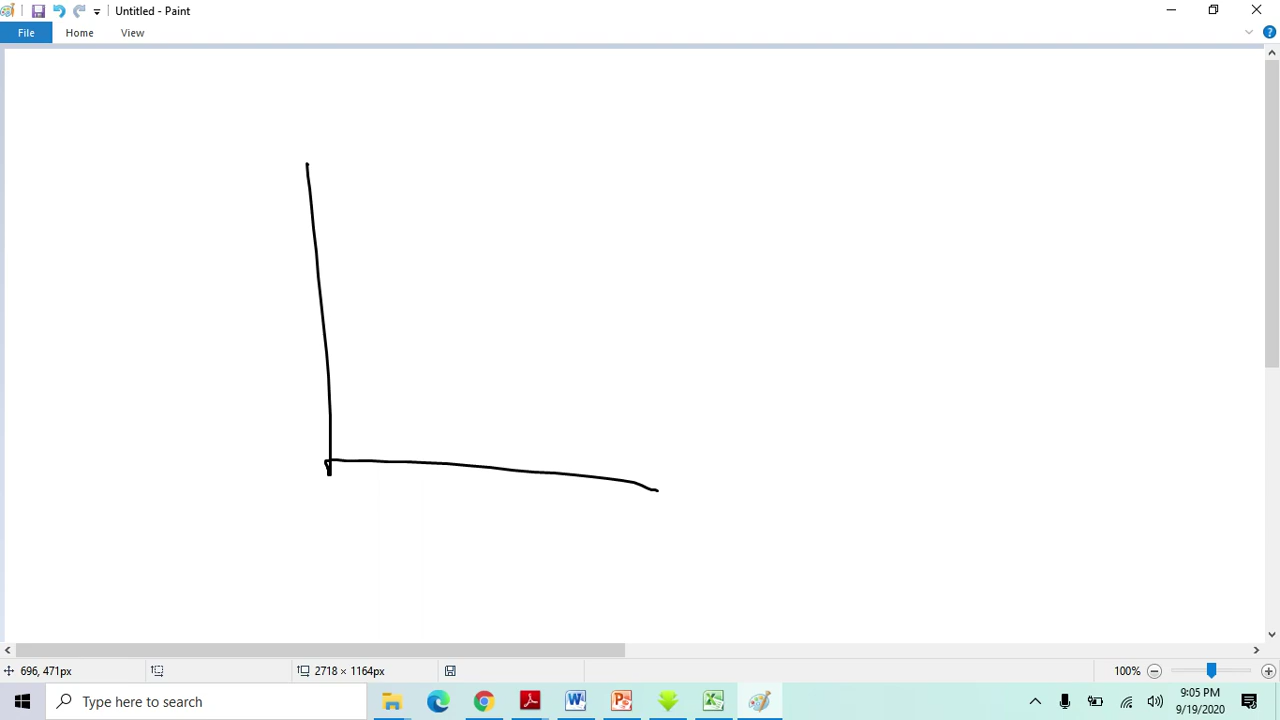 Untitled - Paint
File Home View
696, 471px
2718 × 1164px
100%
Type here to search
9:05 PM
9/19/2020